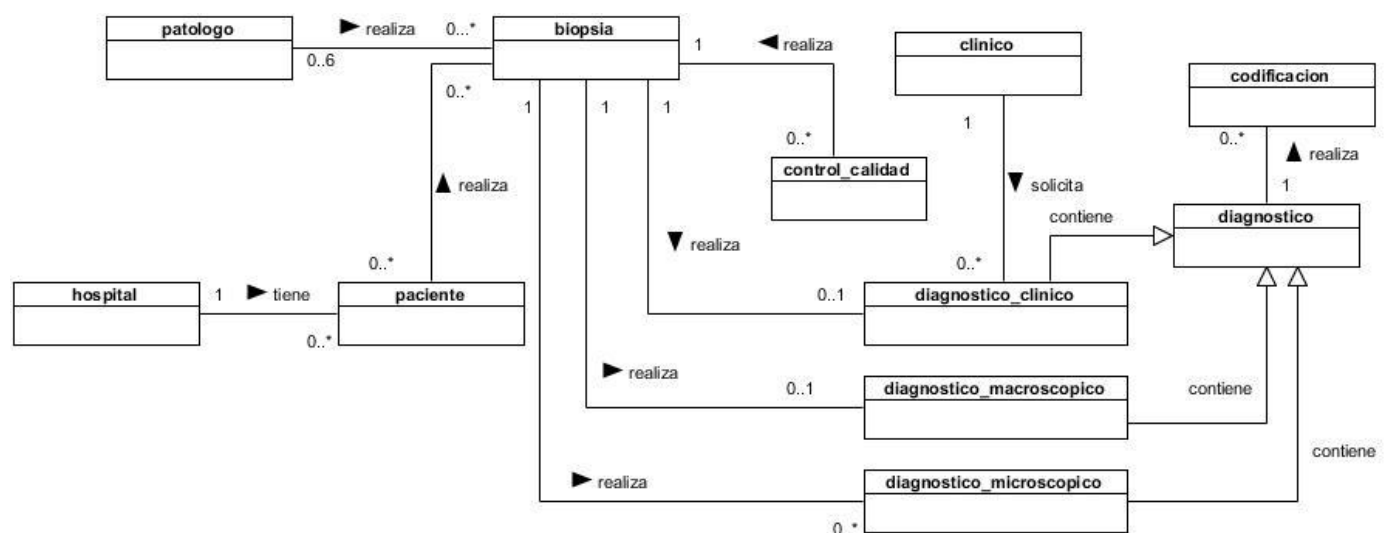 patologo
realiza
0...*
0..6
biopsia
1
realiza
clinico
codificacion
0..*
1
1
1
1
0..*
0..*
realiza
1
control_calidad
realiza
solicita
contiene
diagnostico
realiza
0..*
0..*
hospital
1
tiene
0..*
paciente
0..1
diagnostico_clinico
realiza
0..1
diagnostico_macroscopico
contiene
contiene
realiza
0..*
diagnostico_microscopico